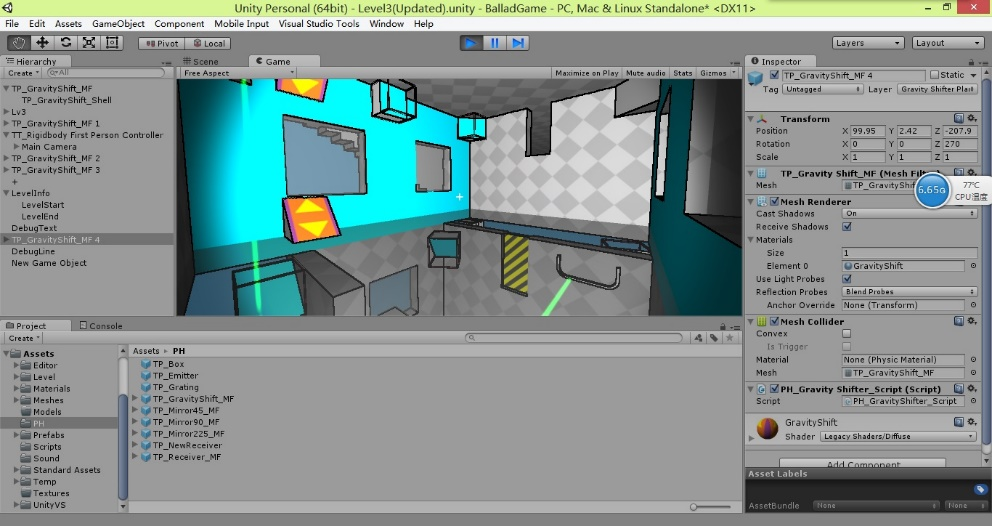 Unity Personal (64bit) - Level3(Updated).unity - BalladGame - PC, Mac & Linux Standalone* <DX11>
File Edit Assets GameObject Component Mobile Input Visual Studio Tools Window Help
Pivot Local Layers Layout
Hierarchy
Create All
TP_GravityShift_MF
TP_GravityShift_Shell
Lv3
TP_GravityShift_MF 1
TT_Rigidbody First Person Controller
Main Camera
TP_GravityShift_MF 2
TP_GravityShift_MF 3
+
LevelInfo
LevelStart
LevelEnd
DebugText
TP_GravityShift_MF 4
DebugLine
New Game Object
Scene Game
Free Aspect Maximize on Play Mute audio Stats Gizmos
Inspector
TP_GravityShift_MF 4 Static
Tag Untagged Layer Gravity Shifter Pla
Transform
Position X 99.95 Y 2.42 Z -207.9
Rotation X 0 Y 0 Z 270
Scale X 1 Y 1 Z 1
TP_Gravity Shift_MF (Mesh Fil
Mesh TP_GravityShif
6.65G 77℃
CPU温度
Mesh Renderer
Cast Shadows On
Receive Shadows
Materials
Size 1
Element 0 GravityShift
Use Light Probes
Reflection Probes Blend Probes
Anchor Override None (Transform)
Mesh Collider
Convex
Is Trigger
Material None (Physic Material)
Mesh TP_GravityShift_MF
PH_Gravity Shifter_Script (Script)
Script PH_GravityShifter_Script
GravityShift
Shader Legacy Shaders/Diffuse
Add Component
Asset Labels
AssetBundle None None
Project Console
Create
Assets
Editor
Level
Materials
Meshes
Models
PH
Prefabs
Scripts
Sound
Standard Assets
Temp
Textures
UnityVS
Assets PH
TP_Box
TP_Emitter
TP_Grating
TP_GravityShift_MF
TP_Mirror45_MF
TP_Mirror90_MF
TP_Mirror225_MF
TP_NewReceiver
TP_Receiver_MF